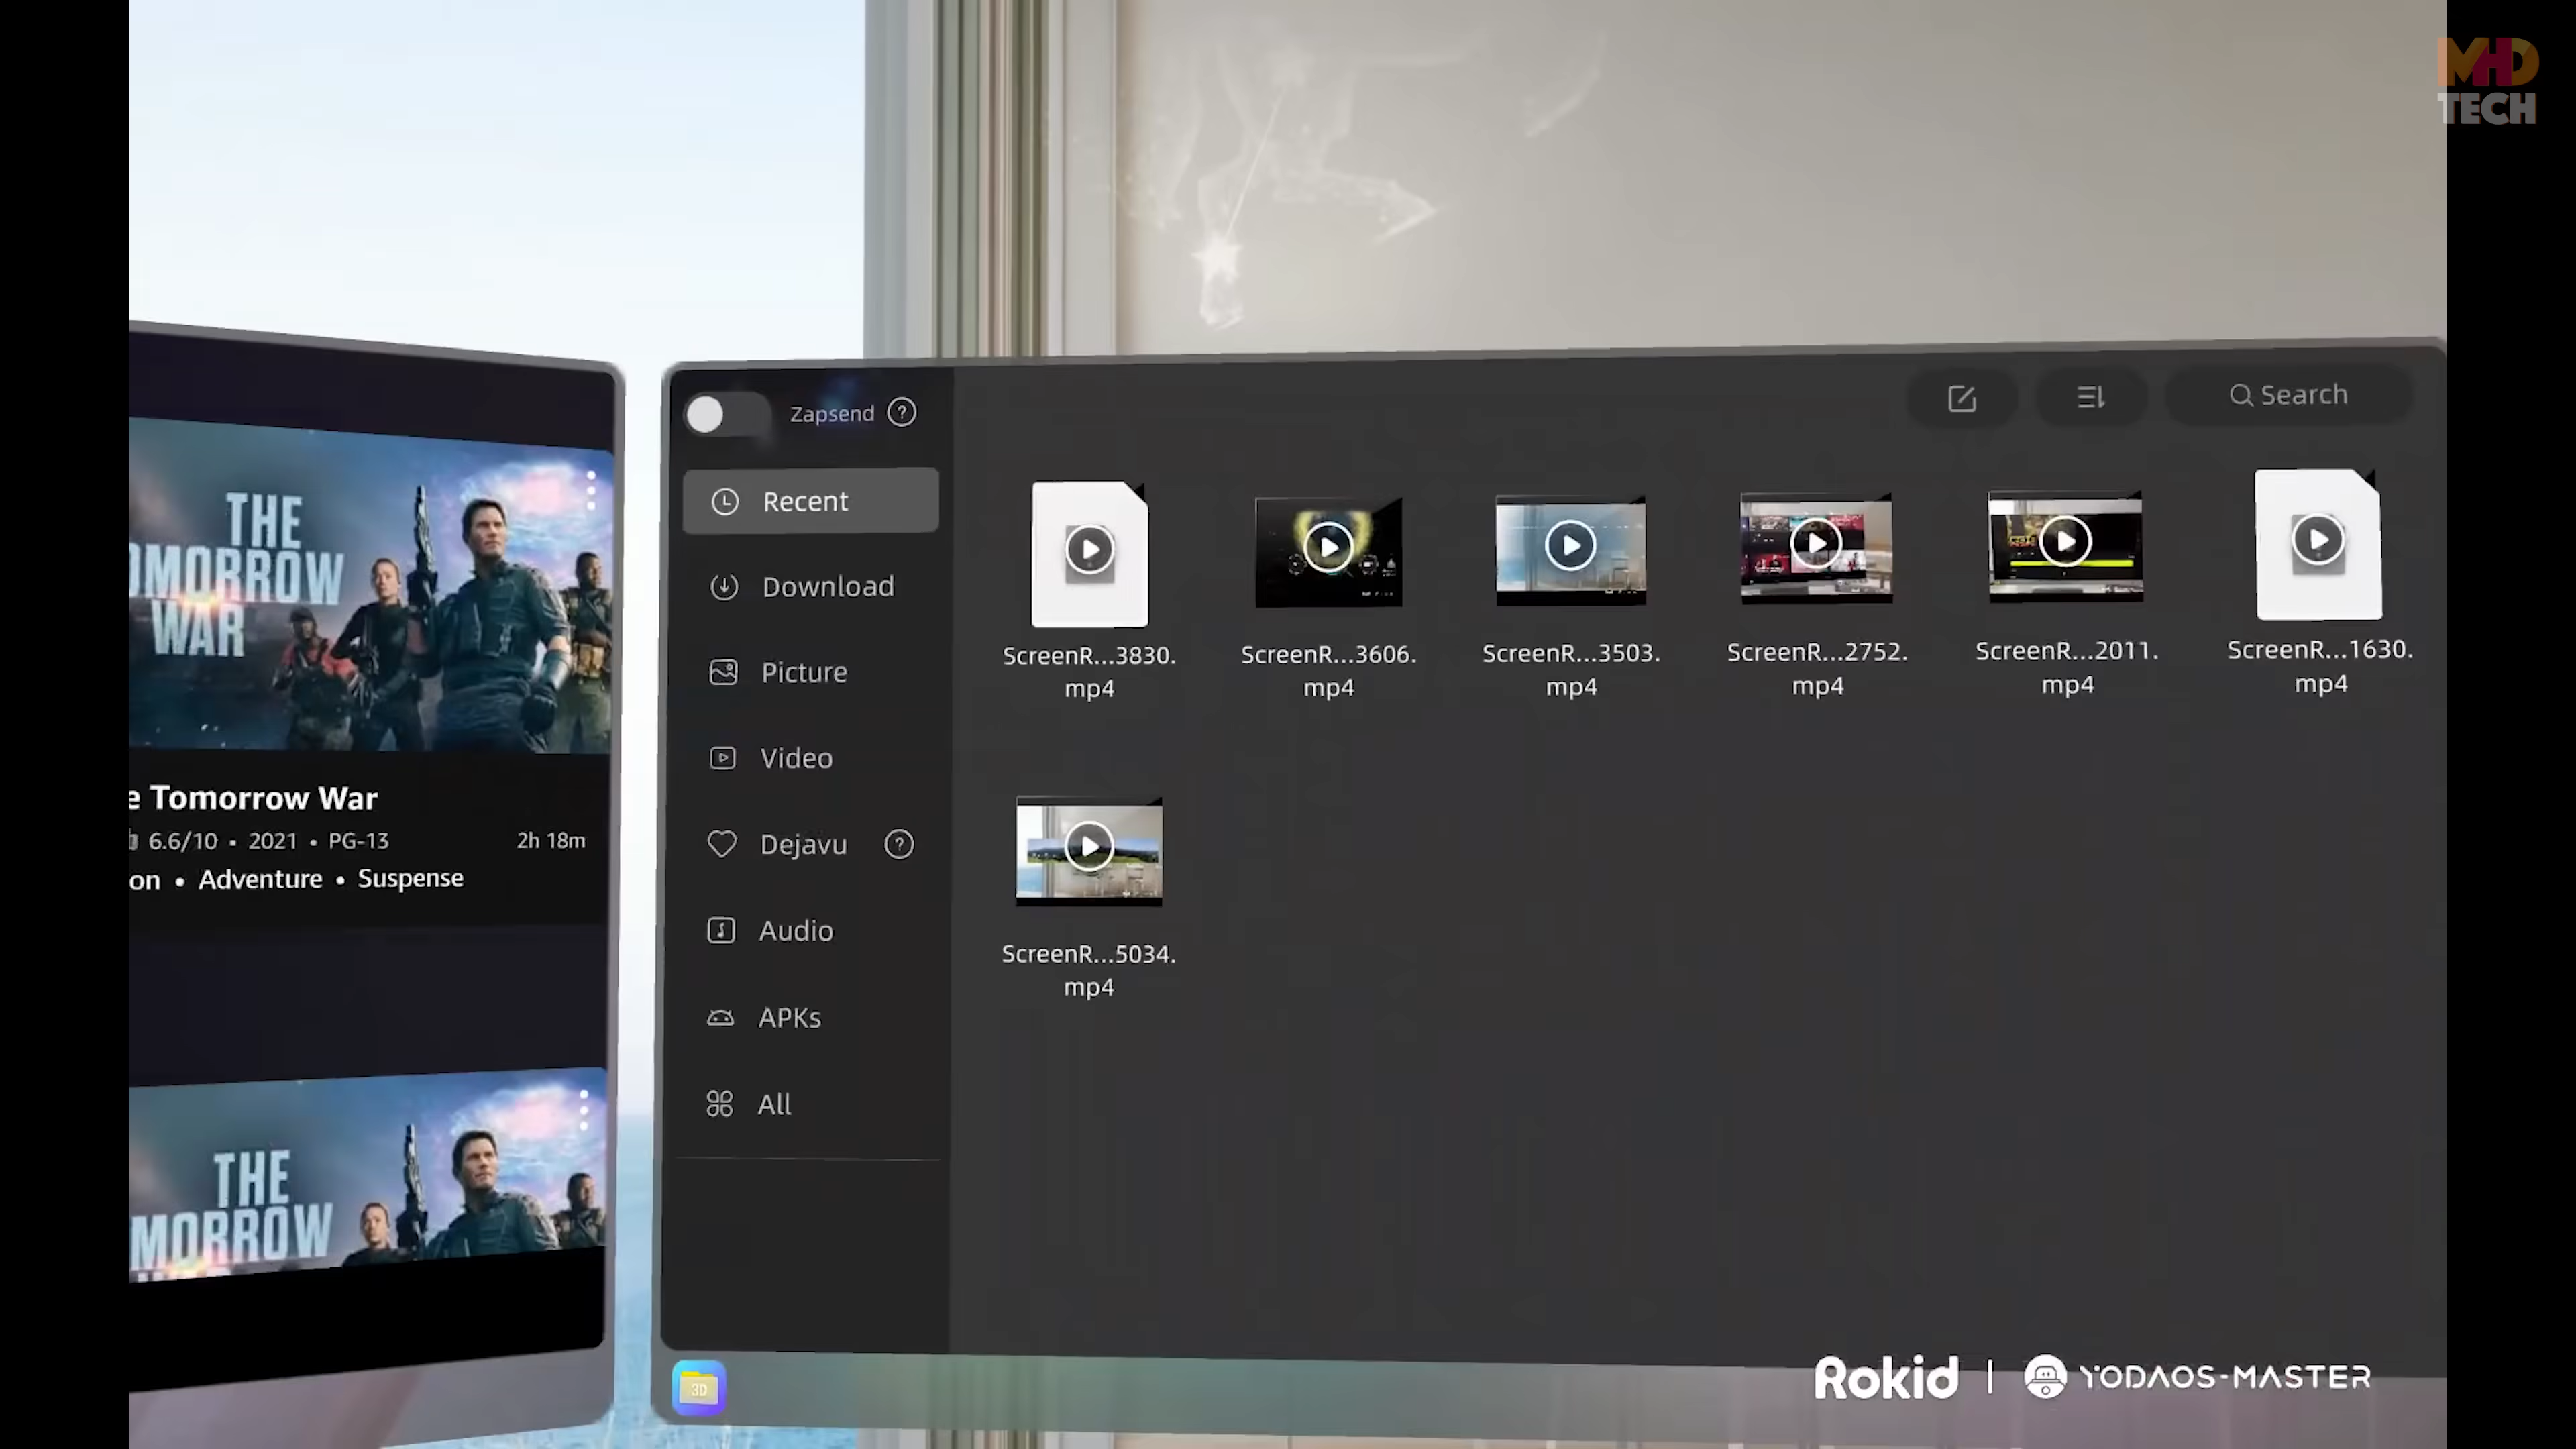 MHD
TECH
THE
OMORROW
WAR
e Tomorrow War
6.6/10 • 2021 • PG-13 2h 18m
on • Adventure • Suspense
THE
MORROW
Zapsend ?
Recent
Download
Picture
Video
Dejavu ?
Audio
APKs
All
Search
ScreenR...3830.
mp4
ScreenR...3606.
mp4
ScreenR...3503.
mp4
ScreenR...2752.
mp4
ScreenR...2011.
mp4
ScreenR...1630.
mp4
ScreenR...5034.
mp4
3D
Rokid | YODAOS-MASTER